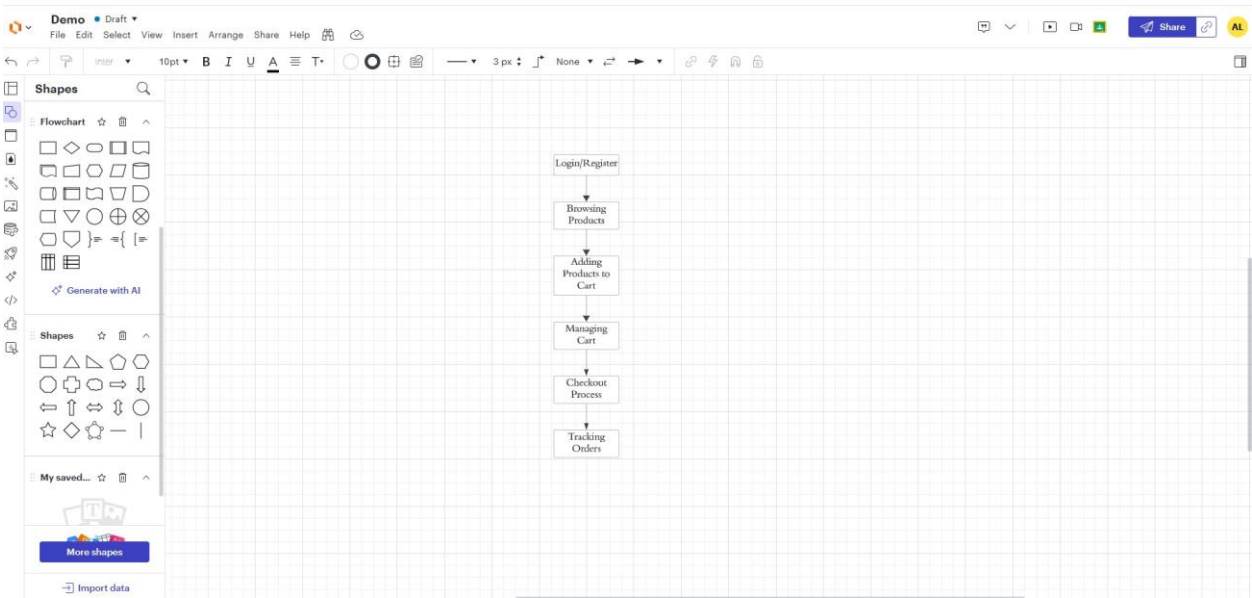 Demo
Draft
File Edit Select View Insert Arrange Share Help
Share
AL
Inter
10pt
B I U A
T
3 px
None
Shapes
Flowchart
Generate with AI
Shapes
My saved...
T
More shapes
Import data
Login/Register
Browsing
Products
Adding
Products to
Cart
Managing
Cart
Checkout
Process
Tracking
Orders